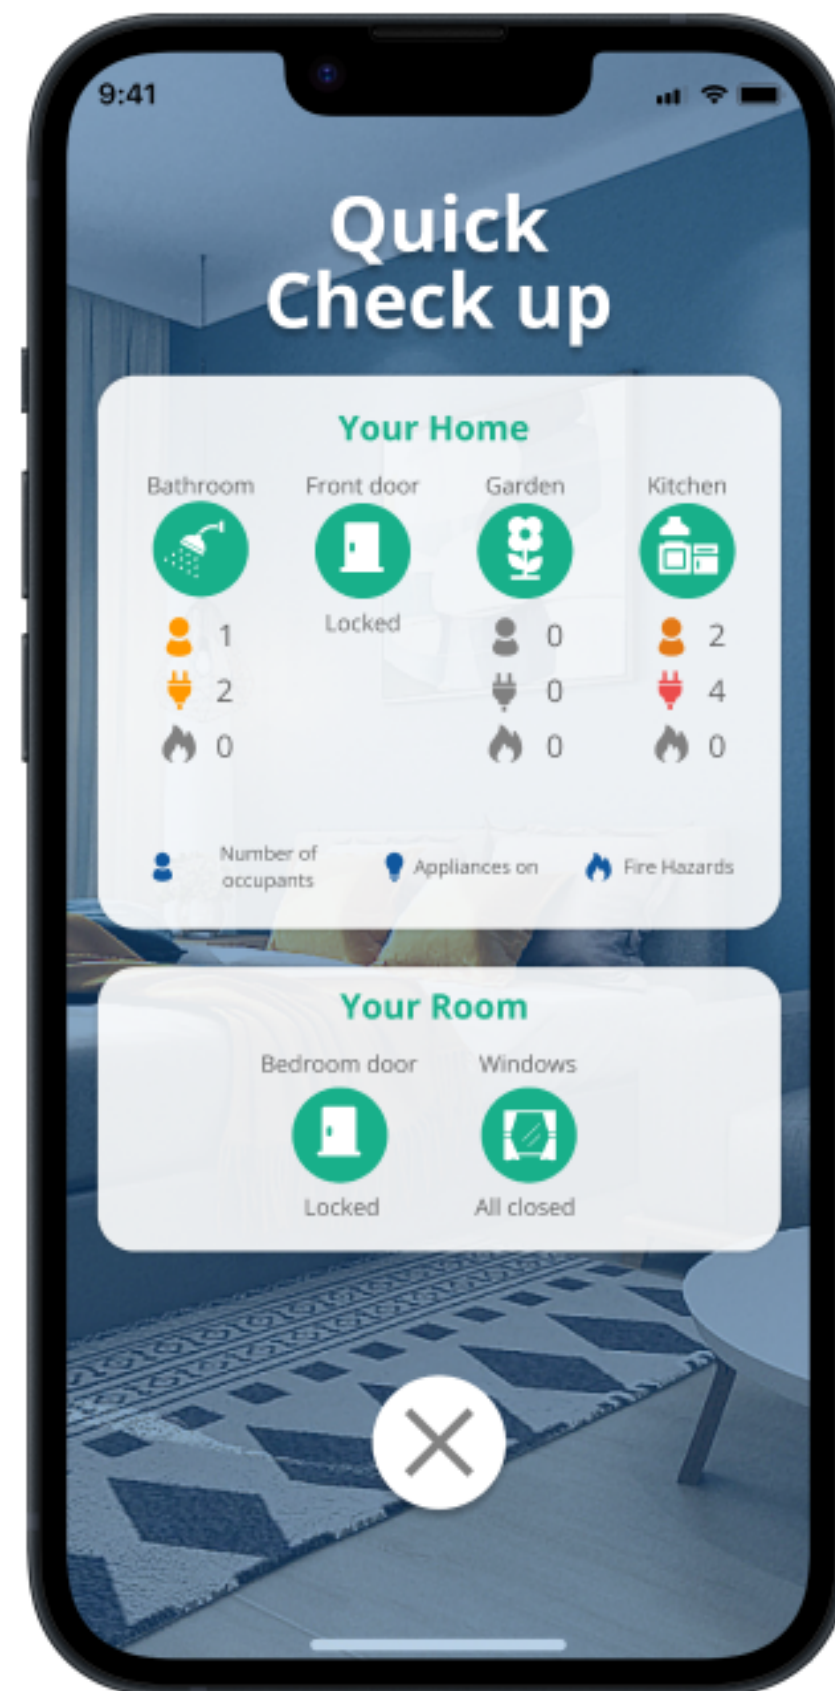 9:41
Quick
Check up
Your Home
Bathroom Front door Garden Kitchen
Locked
1 0 2
2 0 4
0 0 0
Number of
occupants
Appliances on
Fire Hazards
Your Room
Bedroom door Windows
Locked All closed